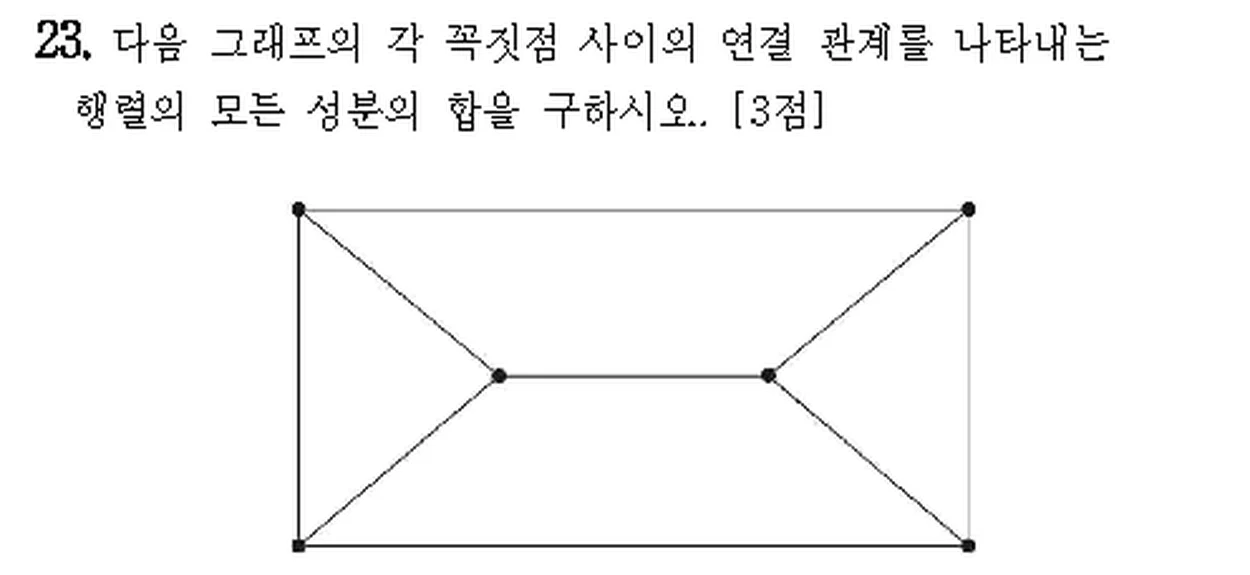 23. 다음 그래프의 각 꼭짓점 사이의 연결 관계를 나타내는
행렬의 모든 성분의 합을 구하시오.. [3점]